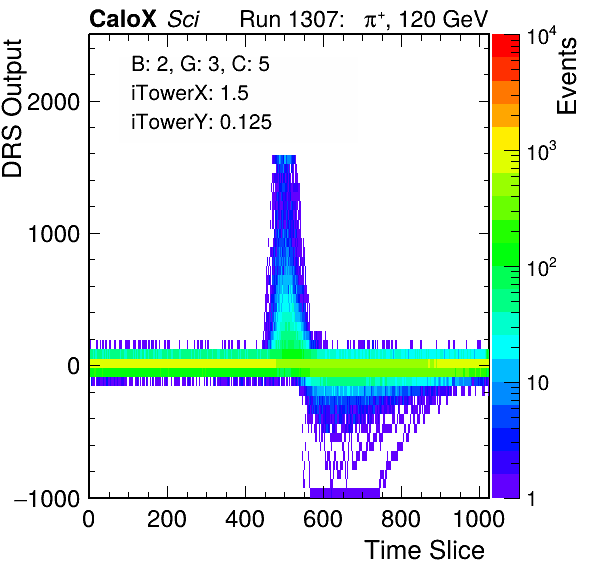 CaloX Sci Run 1307: π⁺, 120 GeV
B: 2, G: 3, C: 5
iTowerX: 1.5
iTowerY: 0.125
DRS Output
2000
1000
0
−1000
0 200 400 600 800 1000
Time Slice
10⁴
10³
10²
10
1
Events